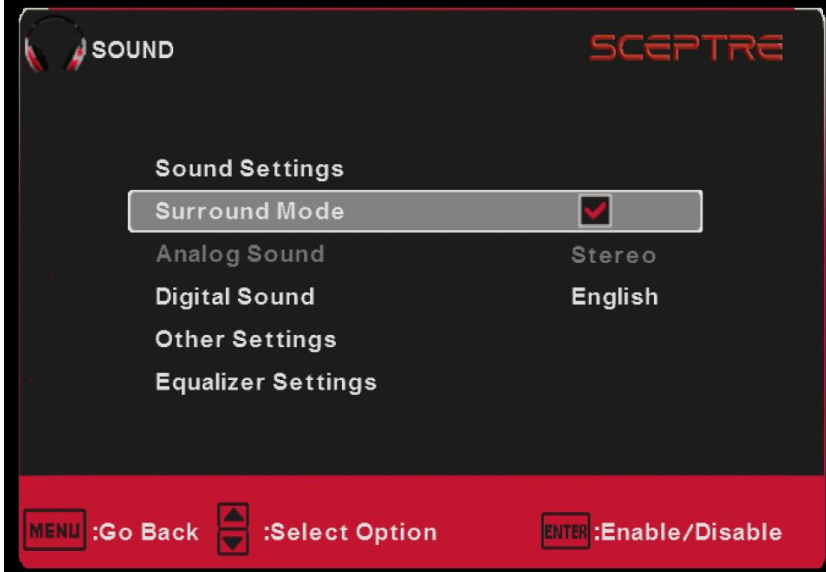 SOUND SCEPTRE
Sound Settings
Surround Mode
Analog Sound Stereo
Digital Sound English
Other Settings
Equalizer Settings
MENU :Go Back :Select Option ENTER :Enable/Disable